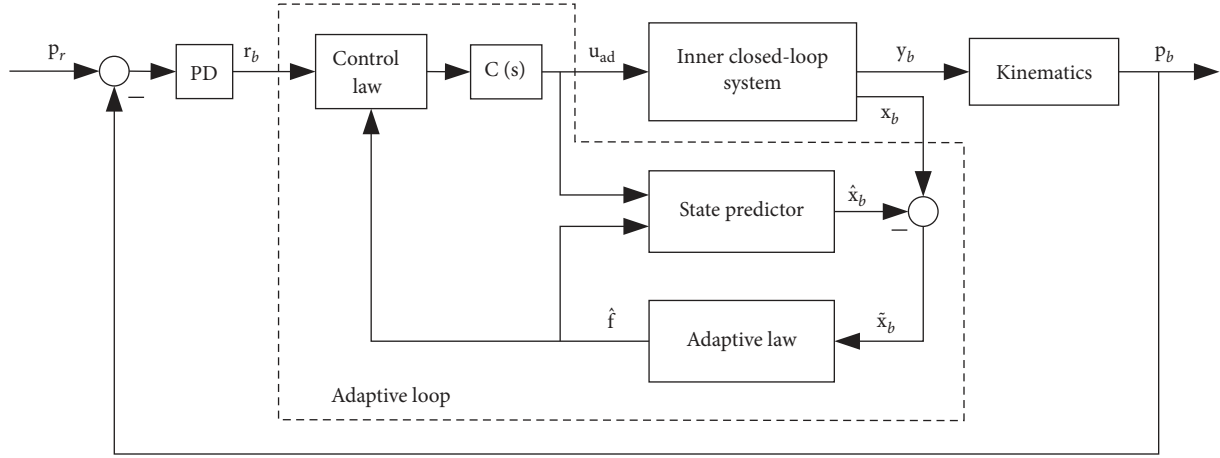 p_r
PD
r_b
Control
law
C (s)
u_ad
Inner closed-loop
system
y_b
x_b
Kinematics
p_b
–
State predictor
x̂_b
–
Adaptive law
f̂
x̃_b
Adaptive loop